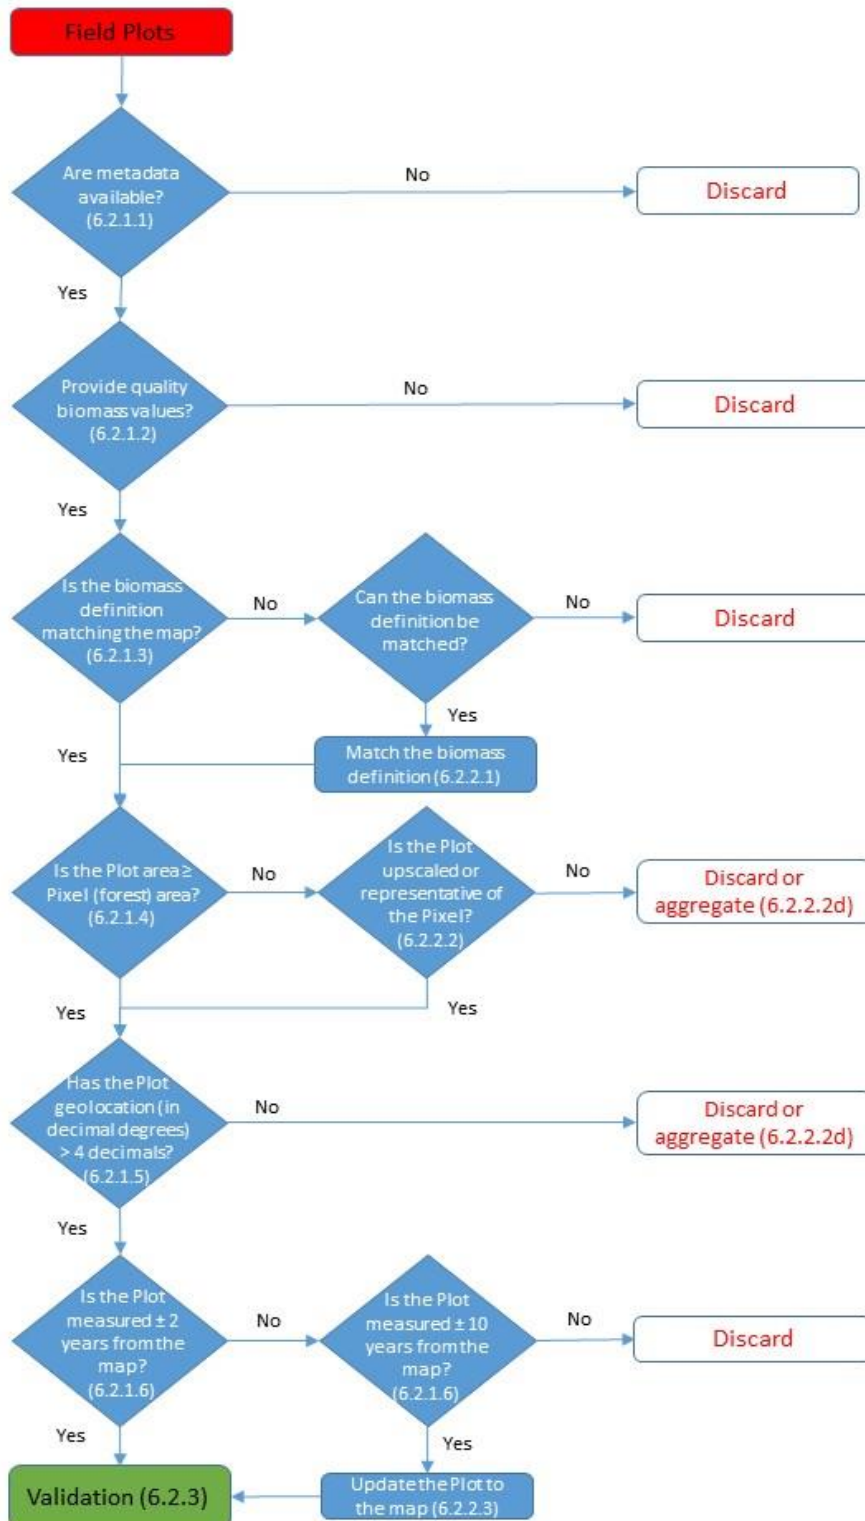 Field Plots
Are metadada
available?
(6.2.1.1)
No
Discard
Yes
Provide quality
biomass values?
(6.2.1.2)
No
Discard
Yes
Is the biomass
definition
matching the map?
(6.2.1.3)
No
Can the biomass
definition be
matched?
No
Discard
Yes
Yes
Match the biomass
definition (6.2.2.1)
Is the Plot area ≥
Pixel (forest) area?
(6.2.1.4)
No
Is the Plot
upscaled or
representative of
the Pixel?
(6.2.2.2)
No
Discard or
aggregate (6.2.2.2d)
Yes
Yes
Has the Plot
geolocation (in
decimal degrees)
> 4 decimals?
(6.2.1.5)
No
Discard or
aggregate (6.2.2.2d)
Yes
Is the Plot
measured ± 2
years from the
map?
(6.2.1.6)
No
Is the Plot
measured ± 10
years from the
map?
(6.2.1.6)
No
Discard
Yes
Yes
Validation (6.2.3)
Update the Plot to
the map (6.2.2.3)